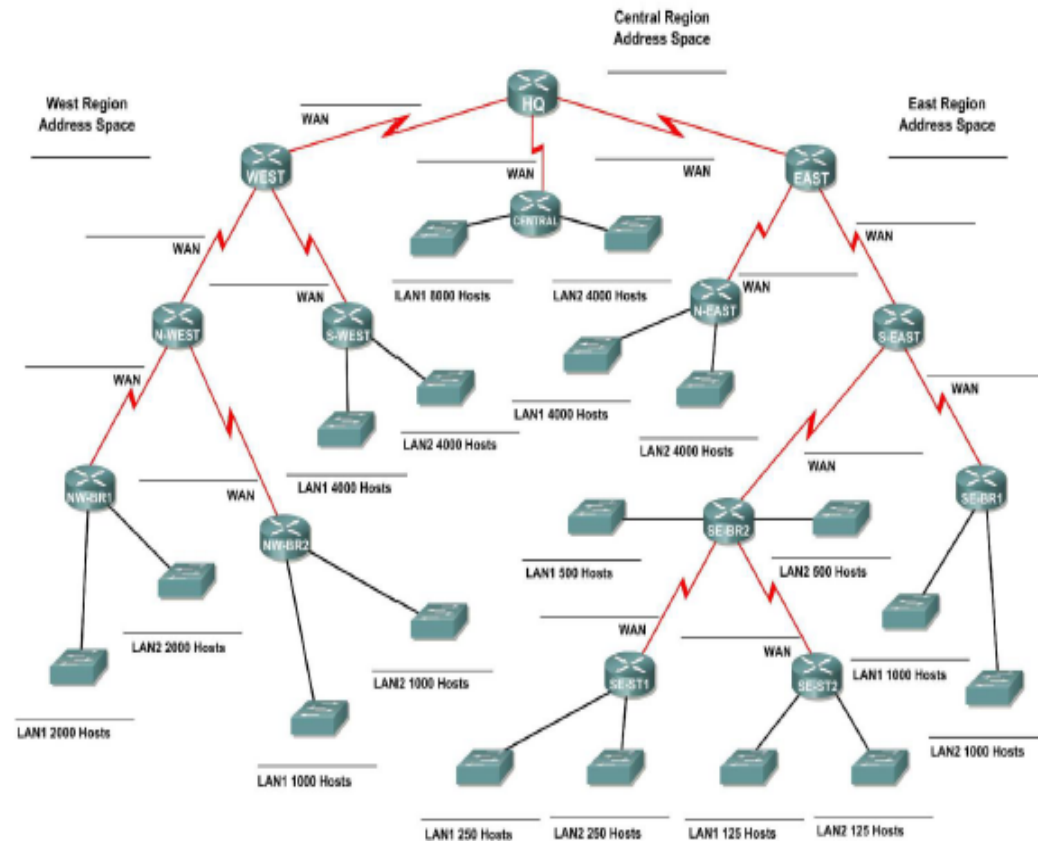 Central Region
Address Space
HQ
West Region
Address Space
WAN
East Region
Address Space
WEST
WAN
WAN
EAST
CENTRAL
WAN
WAN
WAN
LAN1 8000 Hosts
LAN2 4000 Hosts
WAN
N-WEST
S-WEST
N-EAST
S-EAST
WAN
WAN
LAN1 4000 Hosts
LAN2 4000 Hosts
LAN2 4000 Hosts
WAN
LAN1 4000 Hosts
NW-BR1
WAN
SE-BR1
NW-BR2
SE-BR2
LAN1 500 Hosts
LAN2 500 Hosts
WAN
LAN2 2000 Hosts
WAN
LAN1 1000 Hosts
LAN2 1000 Hosts
SE-ST1
SE-ST2
LAN1 2000 Hosts
LAN2 1000 Hosts
LAN1 1000 Hosts
LAN1 250 Hosts
LAN2 250 Hosts
LAN1 125 Hosts
LAN2 125 Hosts